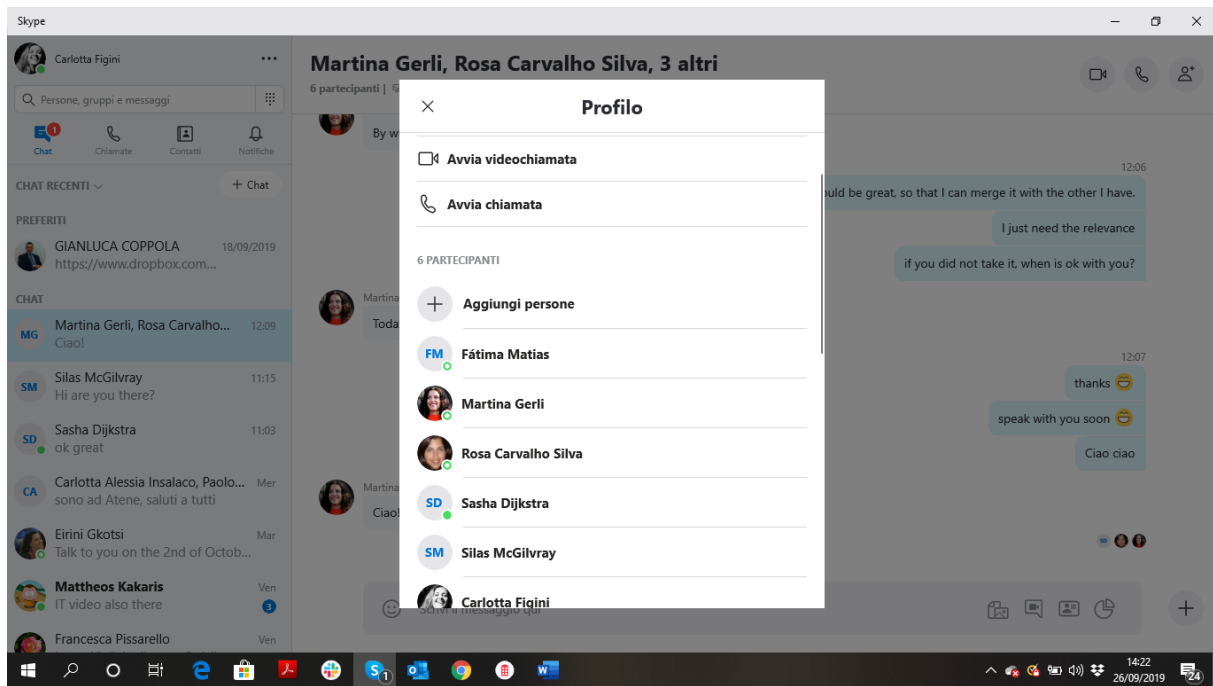 Skype
Carlotta Figini
Persone, gruppi e messaggi
1
Chat
Chiamate
Contatti
Notifiche
CHAT RECENTI
+ Chat
PREFERITI
GIANLUCA COPPOLA 18/09/2019
https://www.dropbox.com...
CHAT
MG
Martina Gerli, Rosa Carvalho... 12:09
Ciao!
SM
Silas McGilvray 11:15
Hi are you there?
SD
Sasha Dijkstra 11:03
ok great
CA
Carlotta Alessia Insalaco, Paolo... Mer
sono ad Atene, saluti a tutti
Eirini Gkotsi Mar
Talk to you on the 2nd of Octob...
Mattheos Kakaris Ven
IT video also there 3
Francesca Pissarello Ven
Martina Gerli, Rosa Carvalho Silva, 3 altri
6 partecipanti |
By w
12:06
be great, so that I can merge it with the other I have.
I just need the relevance
if you did not take it, when is ok with you?
Martina
Toda
12:07
thanks
speak with you soon
Ciao ciao
Martina
Ciao!
Scrivi il messaggio qui
Profilo
Avvia videochiamata
Avvia chiamata
6 PARTECIPANTI
Aggiungi persone
FM
Fátima Matias
Martina Gerli
Rosa Carvalho Silva
SD
Sasha Dijkstra
SM
Silas McGilvray
Carlotta Figini
1
14:22
26/09/2019
24